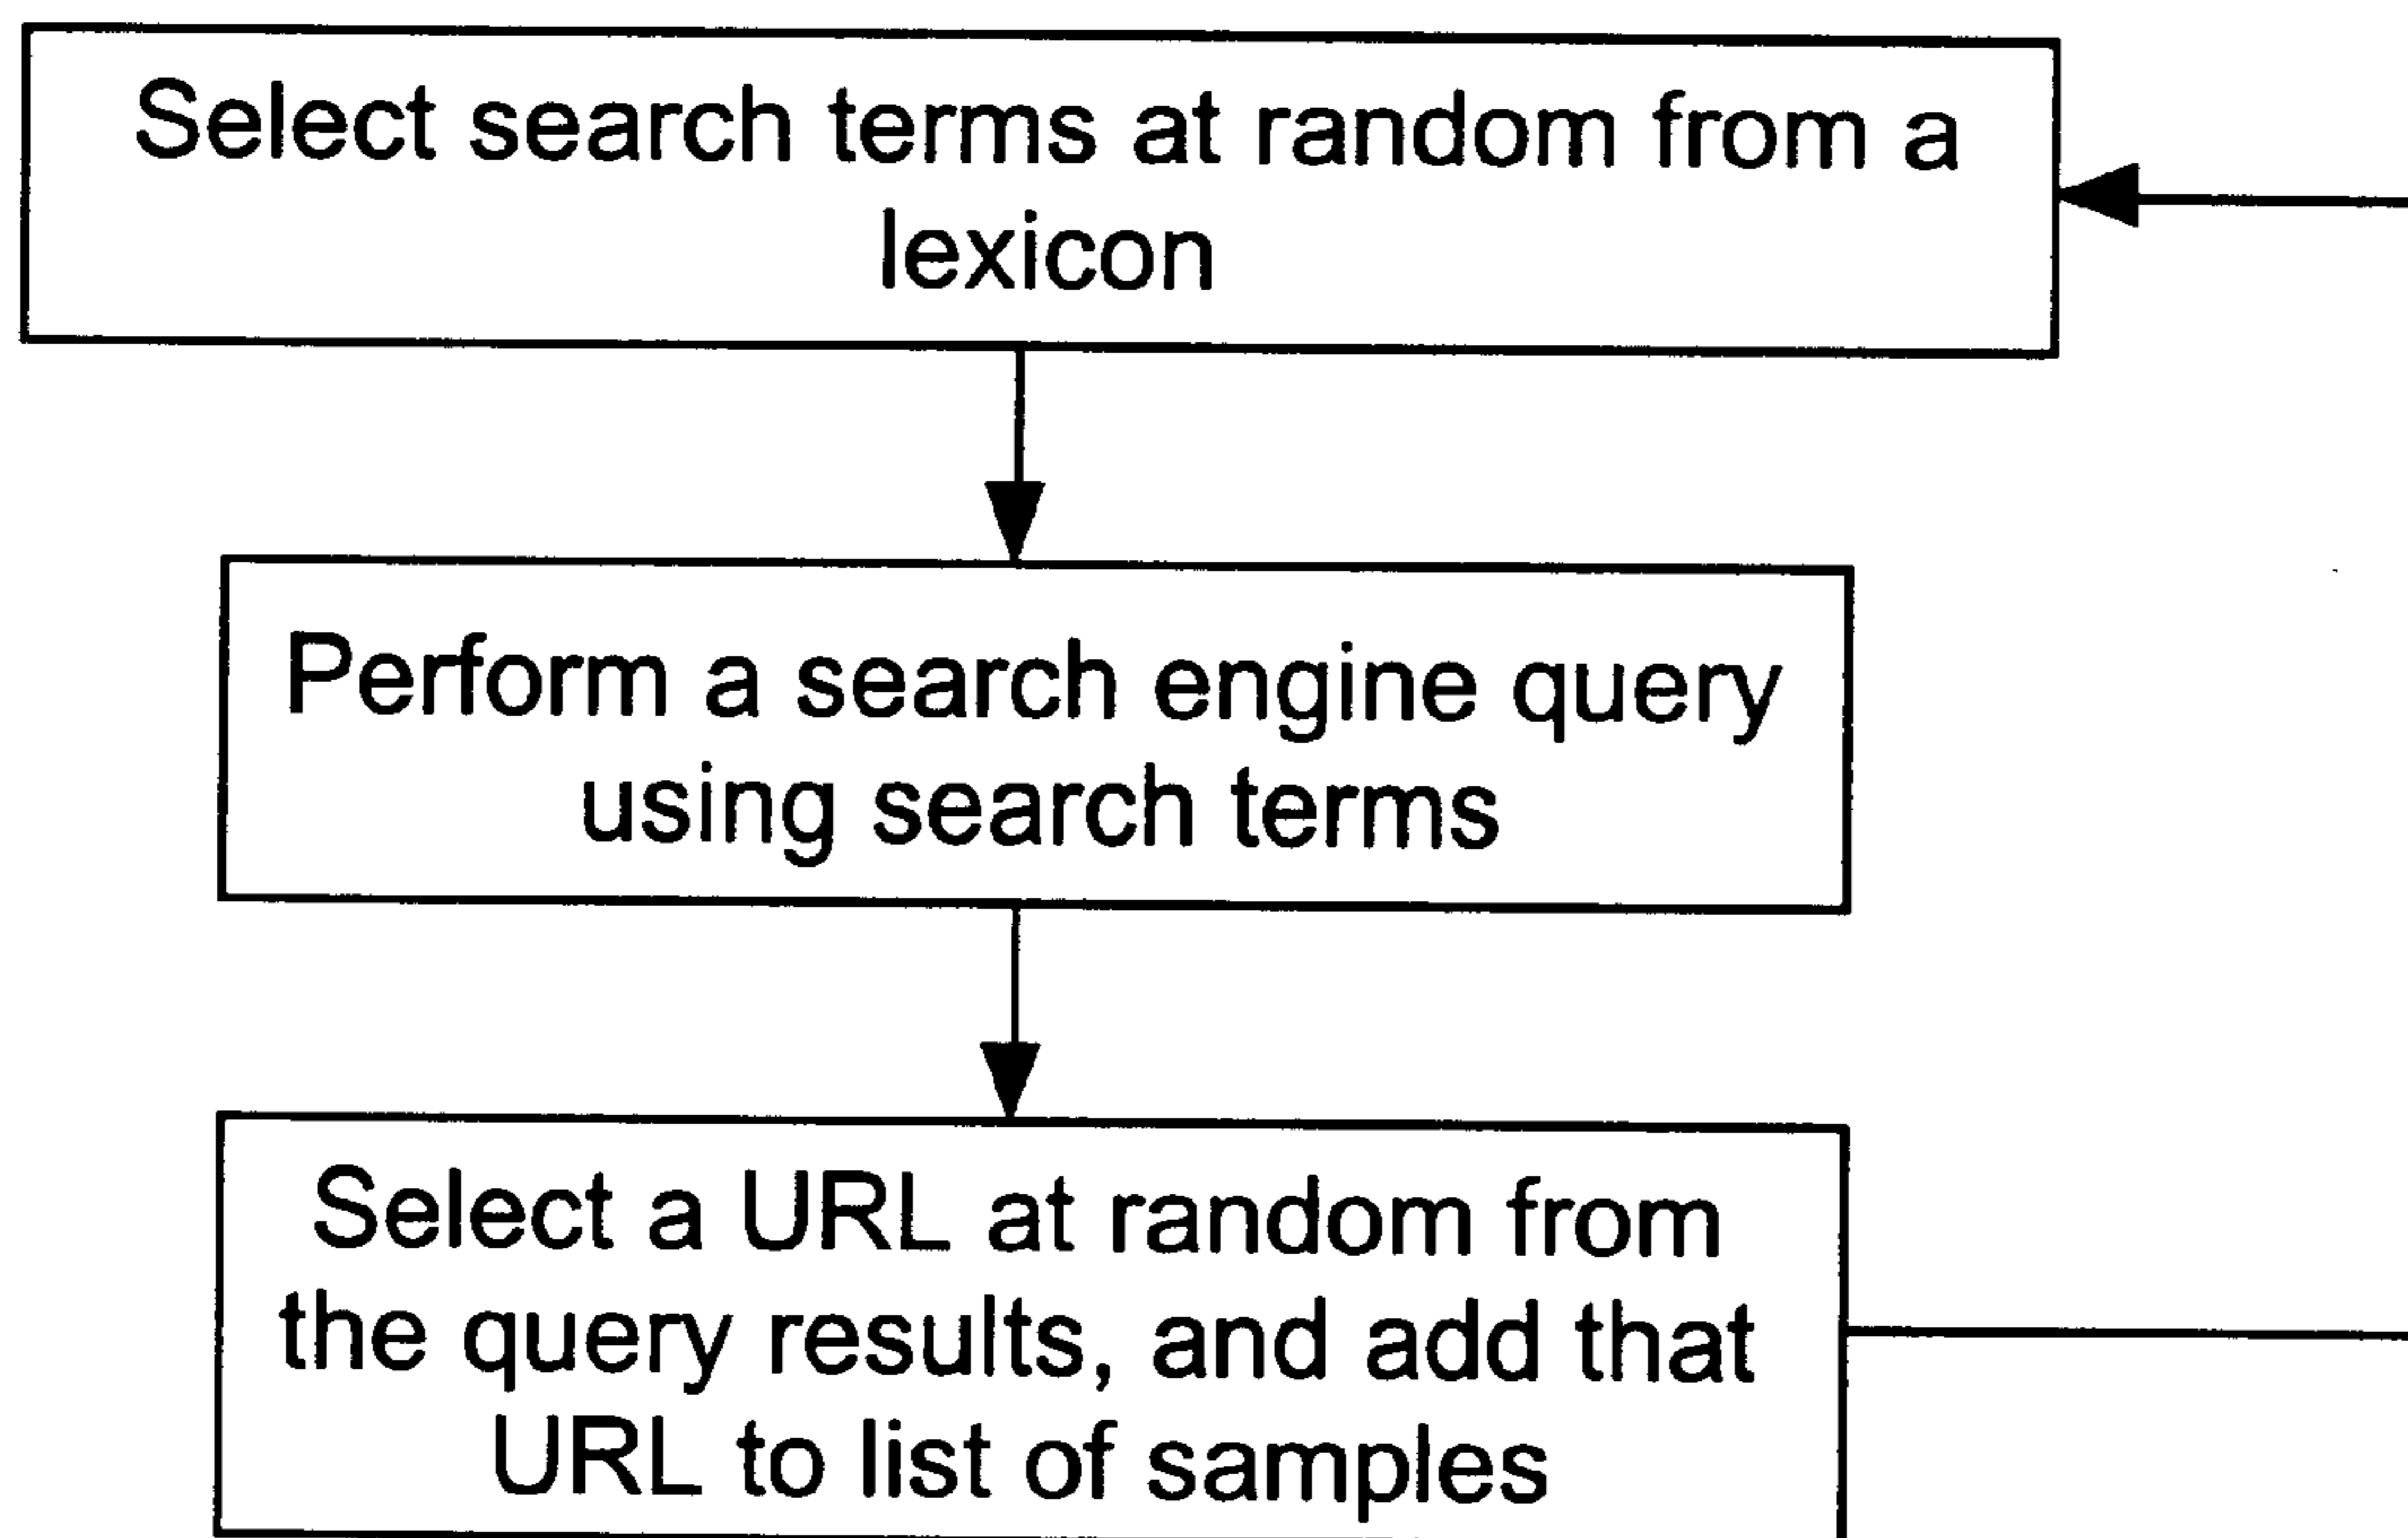 Select search terms at random from a
lexicon
Perform a search engine query
using search terms
Select a URL at random from
the query results, and add that
URL to list of samples